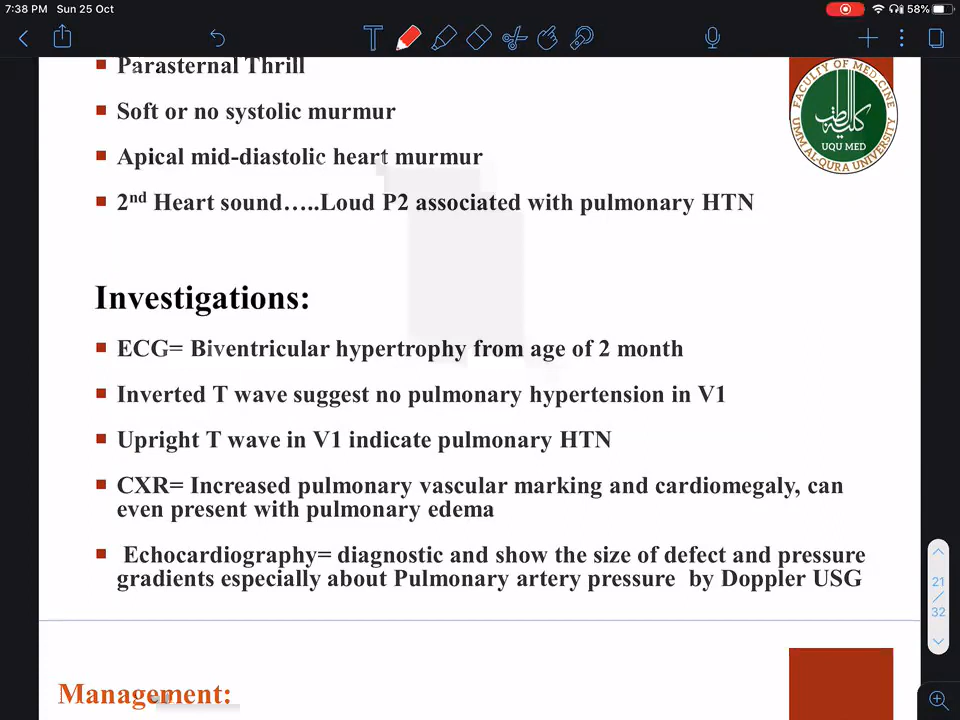 7:38 PM Sun 25 Oct
58%
Parasternal Thrill
Soft or no systolic murmur
Apical mid-diastolic heart murmur
2nd Heart sound…..Loud P2 associated with pulmonary HTN
FACULTY OF MEDICINE
كلية الطب
UQU MED
UMM AL-QURA UNIVERSITY
Investigations:
ECG= Biventricular hypertrophy from age of 2 month
Inverted T wave suggest no pulmonary hypertension in V1
Upright T wave in V1 indicate pulmonary HTN
CXR= Increased pulmonary vascular marking and cardiomegaly, can
even present with pulmonary edema
Echocardiography= diagnostic and show the size of defect and pressure
gradients especially about Pulmonary artery pressure by Doppler USG
21
/
32
Management: